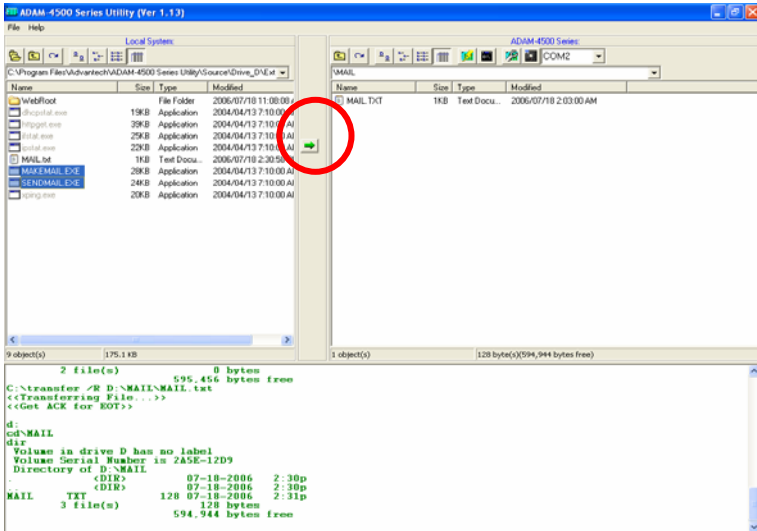 ADAM-4500 Series Utility (Ver 1.13)
File Help
Local System:
ADAM-4500 Series:
COM2
C:\Program Files\Advantech\ADAM-4500 Series Utility\Source\Drive_D\Ext
\MAIL
Name Size Type Modified
Name Size Type Modified
WebRoot File Folder 2006/07/18 11:08:08
MAIL.TXT 1KB Text Docu... 2006/07/18 2:03:00 AM
dhcpstat.exe 19KB Application 2004/04/13 7:10:00
httpget.exe 39KB Application 2004/04/13 7:10:00
ifstat.exe 25KB Application 2004/04/13 7:10:00 A
ipstat.exe 22KB Application 2004/04/13 7:10:00 A
MAIL.txt 1KB Text Docu... 2006/07/18 2:30:58
MAKEMAIL.EXE 28KB Application 2004/04/13 7:10:00 A
SENDMAIL.EXE 24KB Application 2004/04/13 7:10:00 A
xping.exe 20KB Application 2004/04/13 7:10:00 A
9 object(s) 175.1 KB
1 object(s) 128 byte(s)(594,944 bytes free)
2 file(s) 0 bytes
595,456 bytes free
C:\transfer /R D:\MAIL\MAIL.txt
<<Transferring File...>>
<<Get ACK for EOT>>
d:
cd\MAIL
dir
Volume in drive D has no label
Volume Serial Number is 2A5E-12D9
Directory of D:\MAIL
. <DIR> 07-18-2006 2:30p
.. <DIR> 07-18-2006 2:30p
MAIL TXT 128 07-18-2006 2:31p
3 file(s) 128 bytes
594,944 bytes free